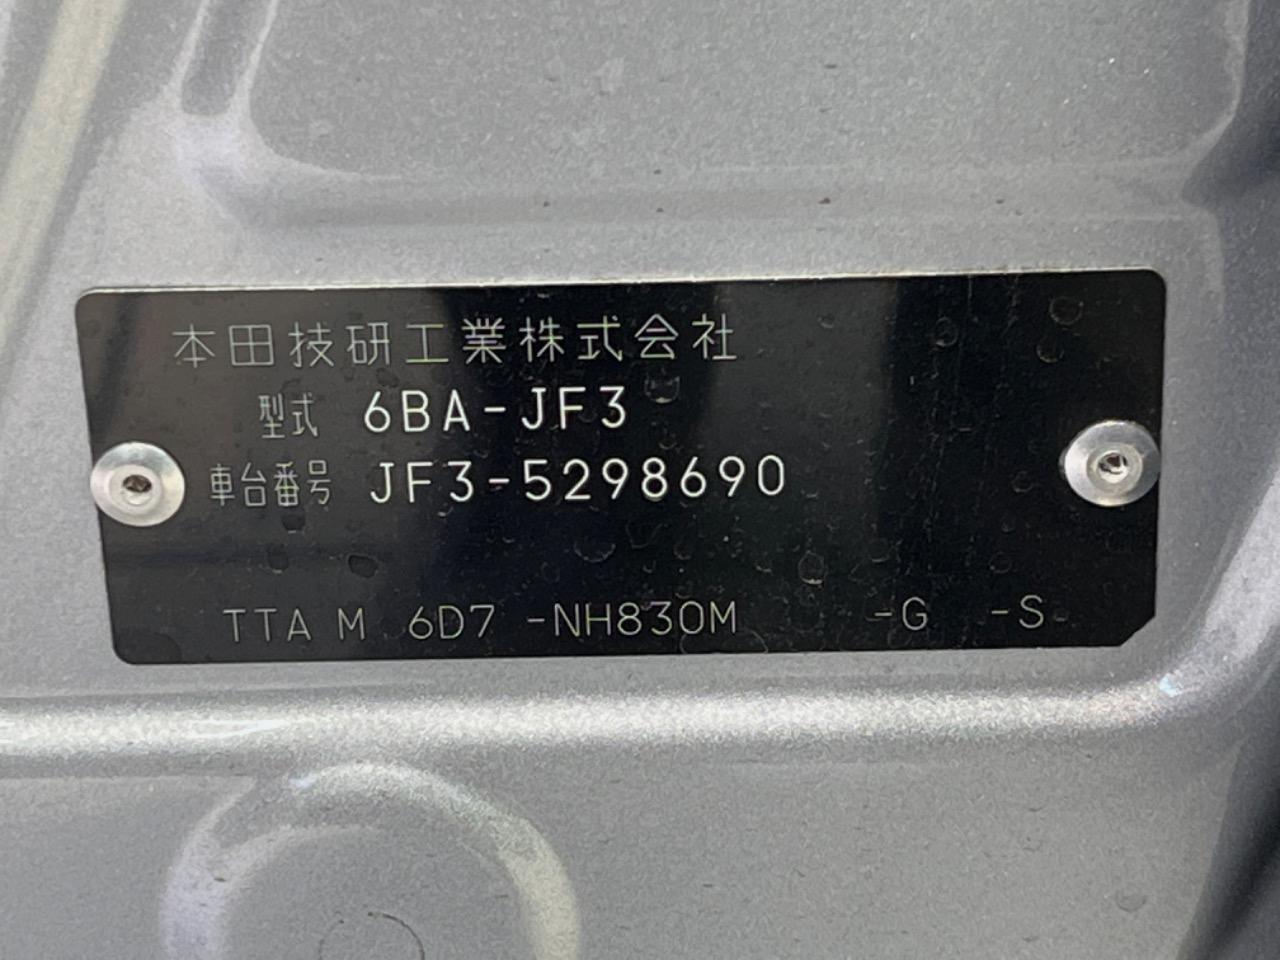 本田技研工業株式会社
型式 6BA-JF3
車台番号 JF3-5298690
TTA M 6D7 -NH830M -G -S